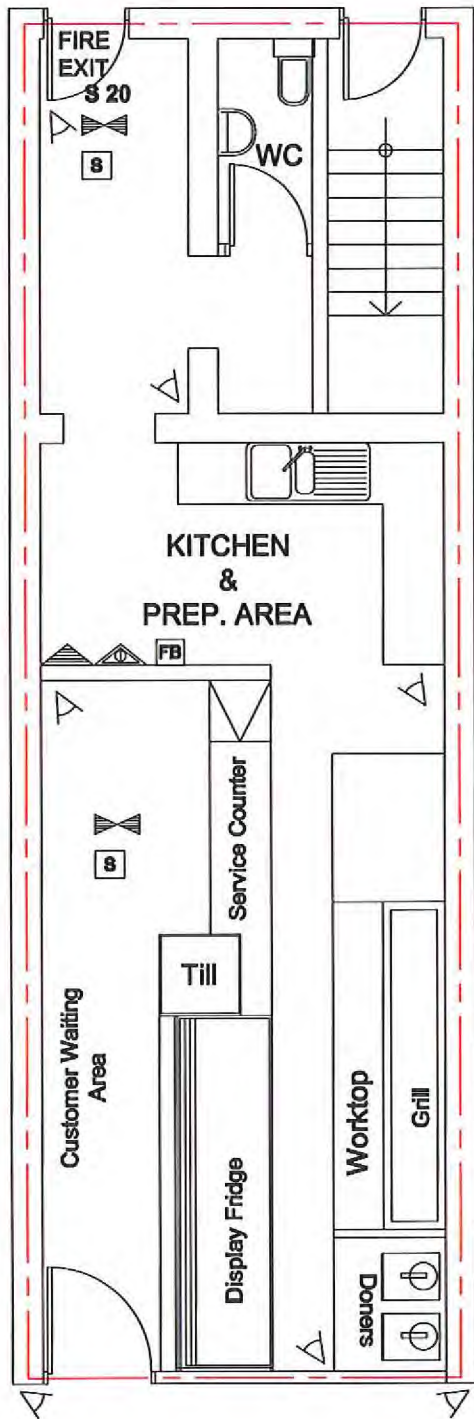 FIRE
EXIT
S 20
S
WC
KITCHEN
&
PREP. AREA
FB
Service Counter
S
Till
Customer Waiting
Area
Worktop
Grill
Display Fridge
Doners